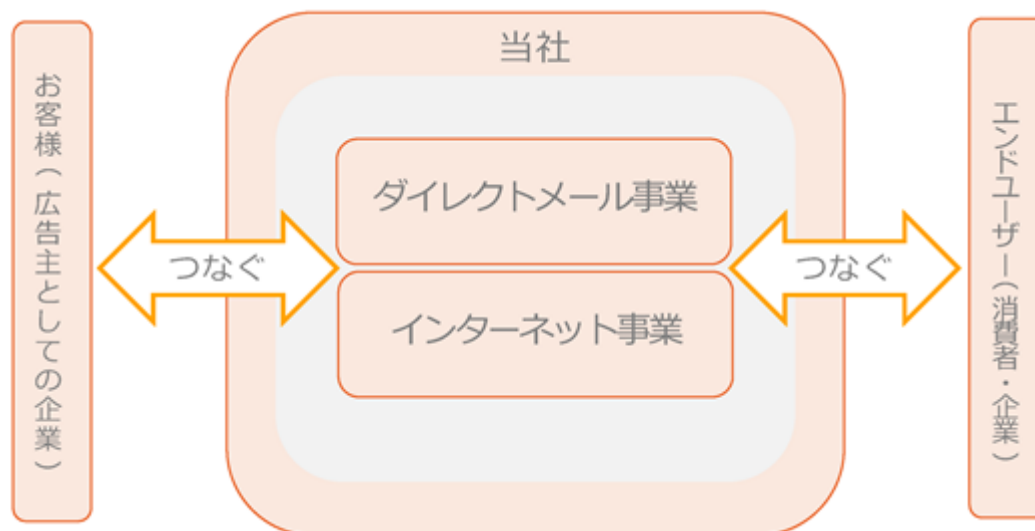 当社
お客様(広告主としての企業)
つなぐ
ダイレクトメール事業
インターネット事業
つなぐ
エンドユーザー(消費者・企業)